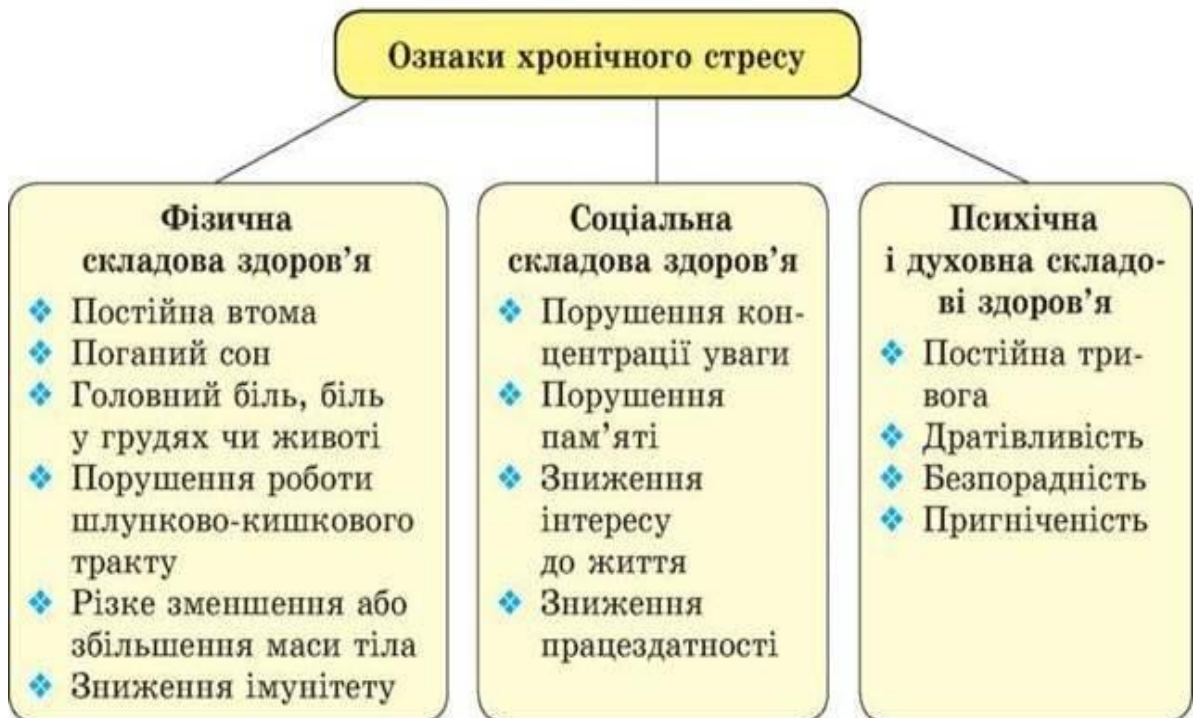 Ознаки хронічного стресу
Фізична
складова здоров’я
❖ Постійна втома
❖ Поганий сон
❖ Головний біль, біль
у грудях чи животі
❖ Порушення роботи
шлунково-кишкового
тракту
❖ Різке зменшення або
збільшення маси тіла
❖ Зниження імунітету
Соціальна
складова здоров’я
❖ Порушення кон-
центрації уваги
❖ Порушення
пам’яті
❖ Зниження
інтересу
до життя
❖ Зниження
працездатності
Психічна
і духовна складо-
ві здоров’я
❖ Постійна три-
вога
❖ Дратівливість
❖ Безпорадність
❖ Пригніченість